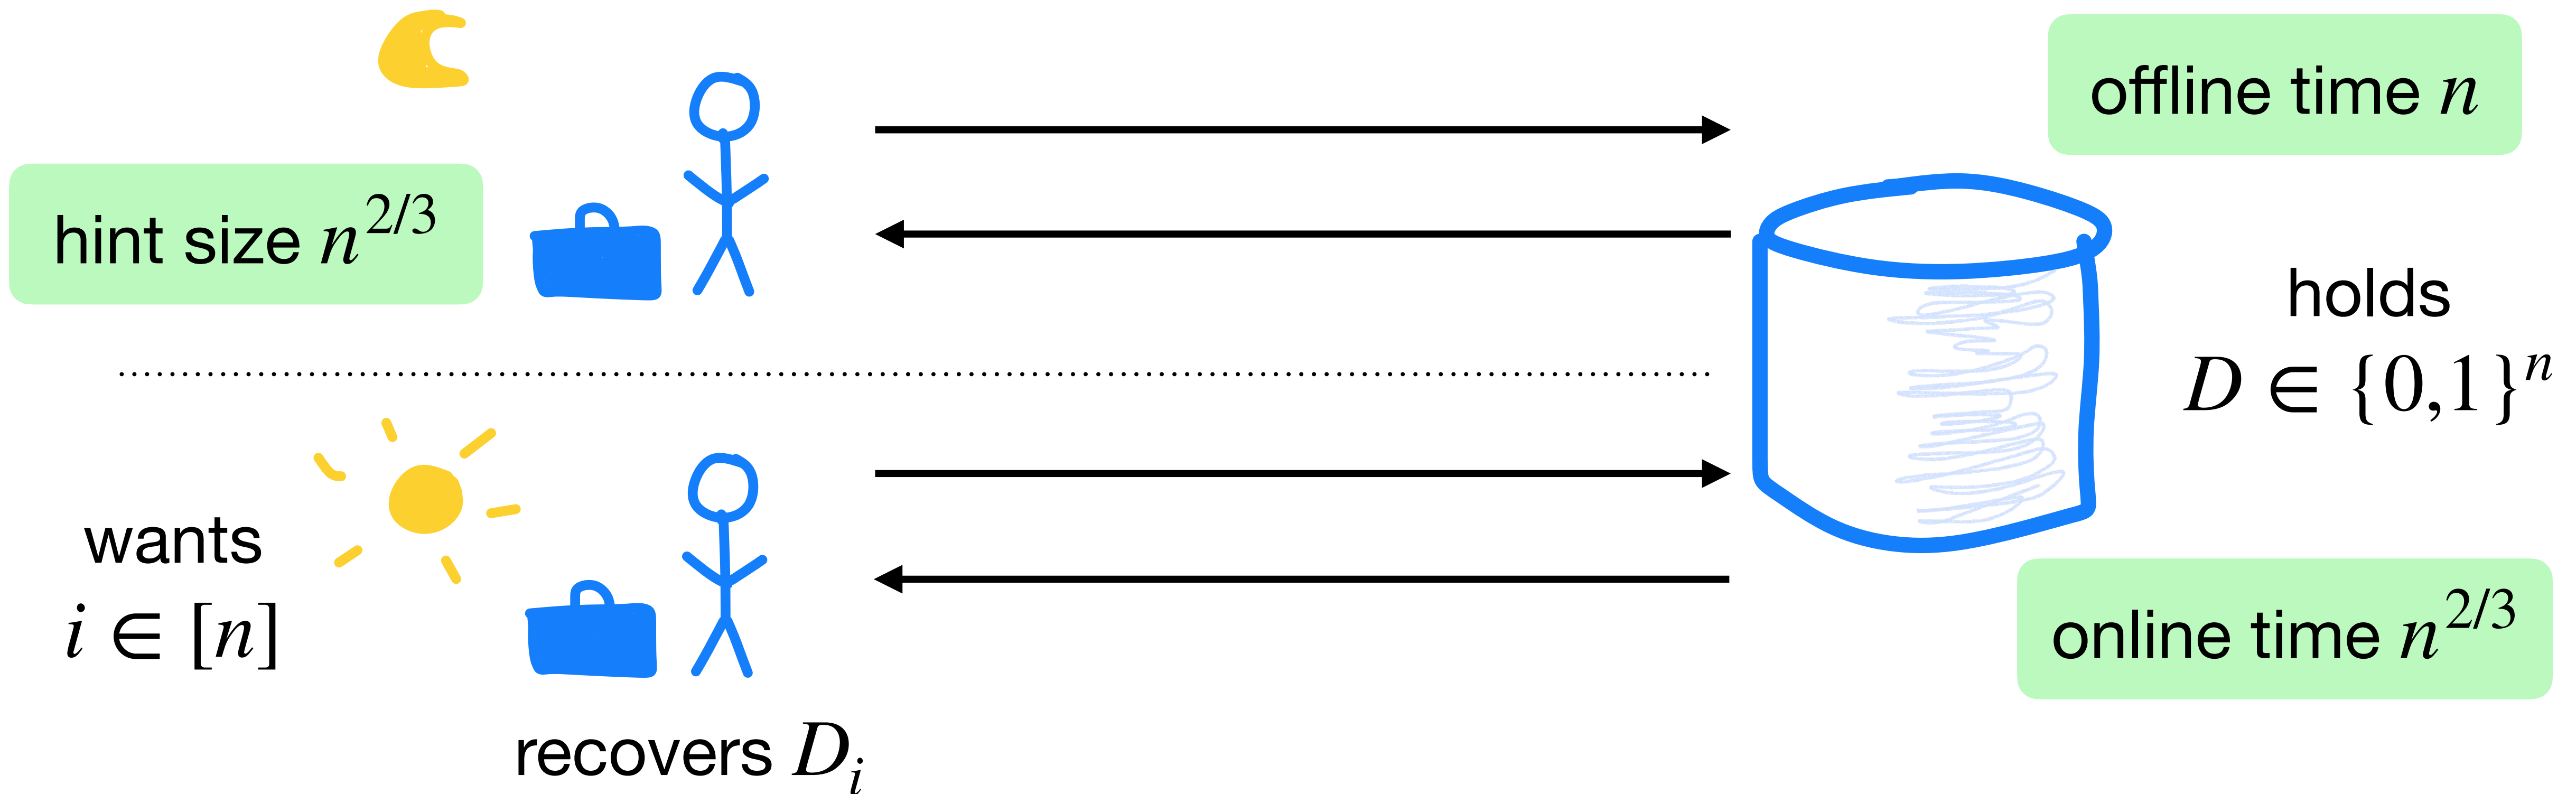 offline time n
hint size n^{2/3}
holds
D ∈ {0,1}^n
wants
i ∈ [n]
online time n^{2/3}
recovers D_i